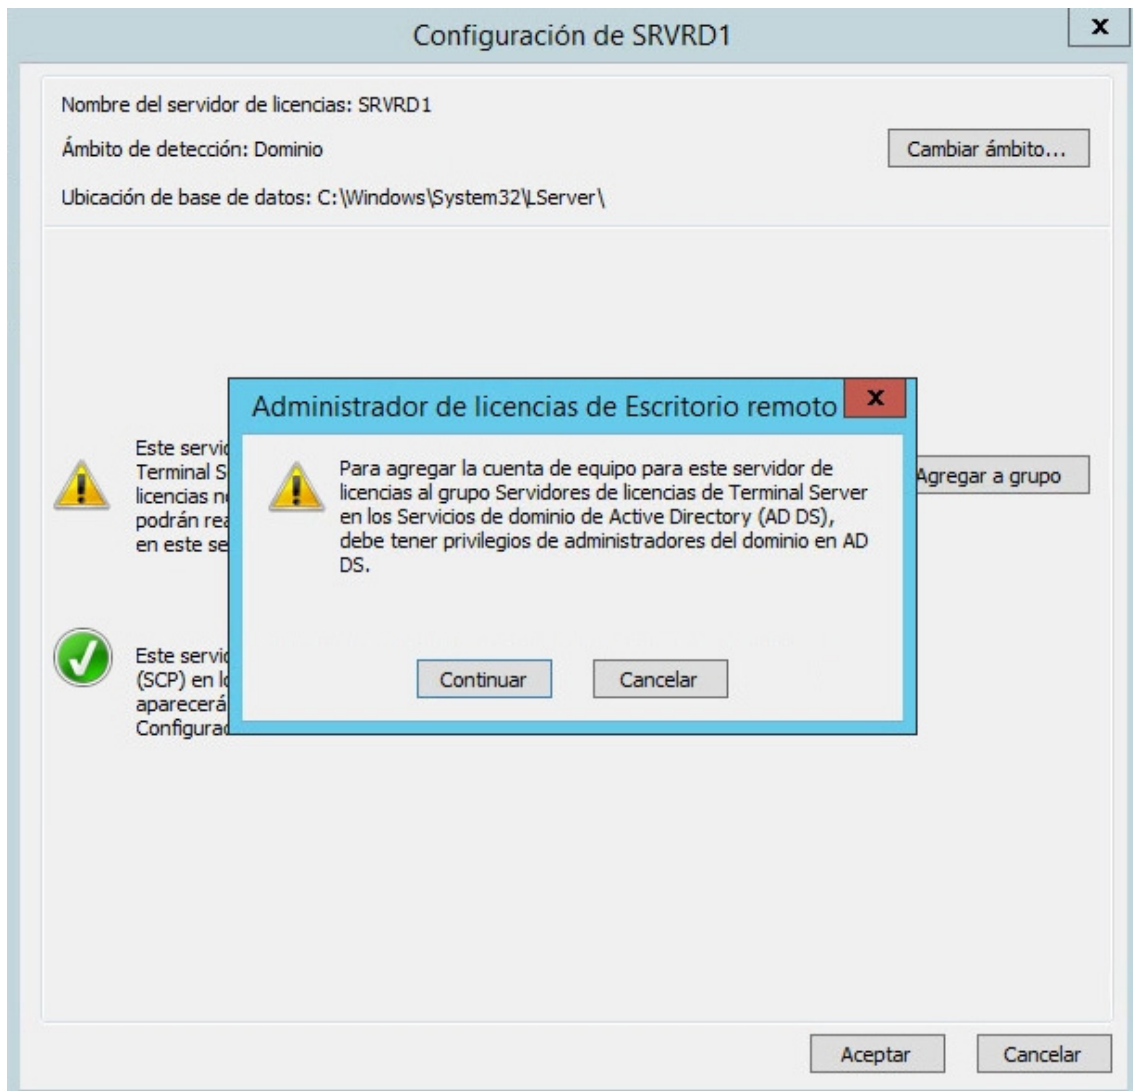 Configuración de SRVRD1
x
Nombre del servidor de licencias: SRVRD1
Ámbito de detección: Dominio
Cambiar ámbito...
Ubicación de base de datos: C:\Windows\System32\LServer\
Administrador de licencias de Escritorio remoto
x
Para agregar la cuenta de equipo para este servidor de
licencias al grupo Servidores de licencias de Terminal Server
en los Servicios de dominio de Active Directory (AD DS),
debe tener privilegios de administradores del dominio en AD
DS.
Continuar
Cancelar
Este servic
Terminal S
licencias n
podrán rea
en este se
Agregar a grupo
Este servic
(SCP) en l
aparecerá
Configurac
Aceptar
Cancelar